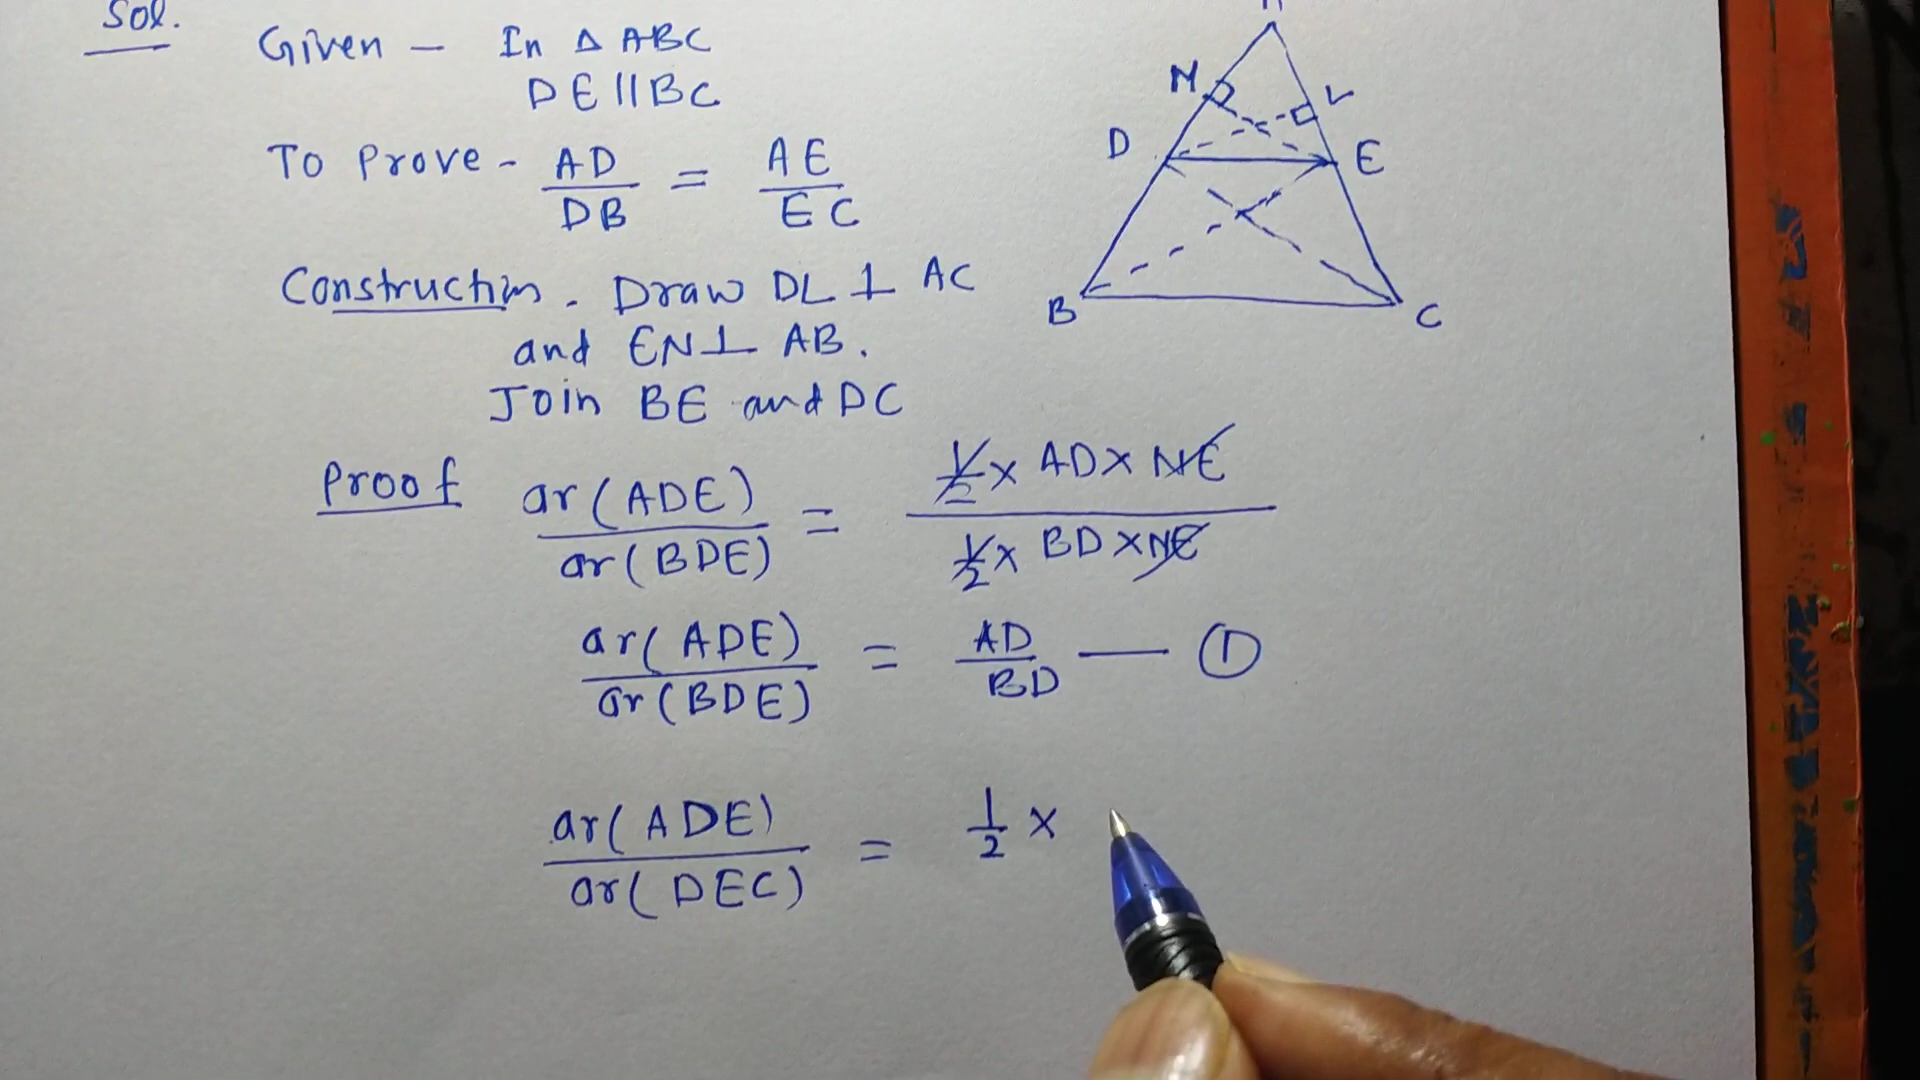 Sol.
Given - In Δ ABC
DE||BC
To Prove - AD/DB = AE/EC
Construction. Draw DL ⊥ AC
and EN ⊥ AB.
Join BE and DC
Proof ar(ADE)/ar(BDE) = 1/2 × AD × NE / 1/2 × BD × NE
ar(ADE)/ar(BDE) = AD/BD — ①
ar(ADE)/ar(DEC) = 1/2 ×
N
L
D
E
B
C